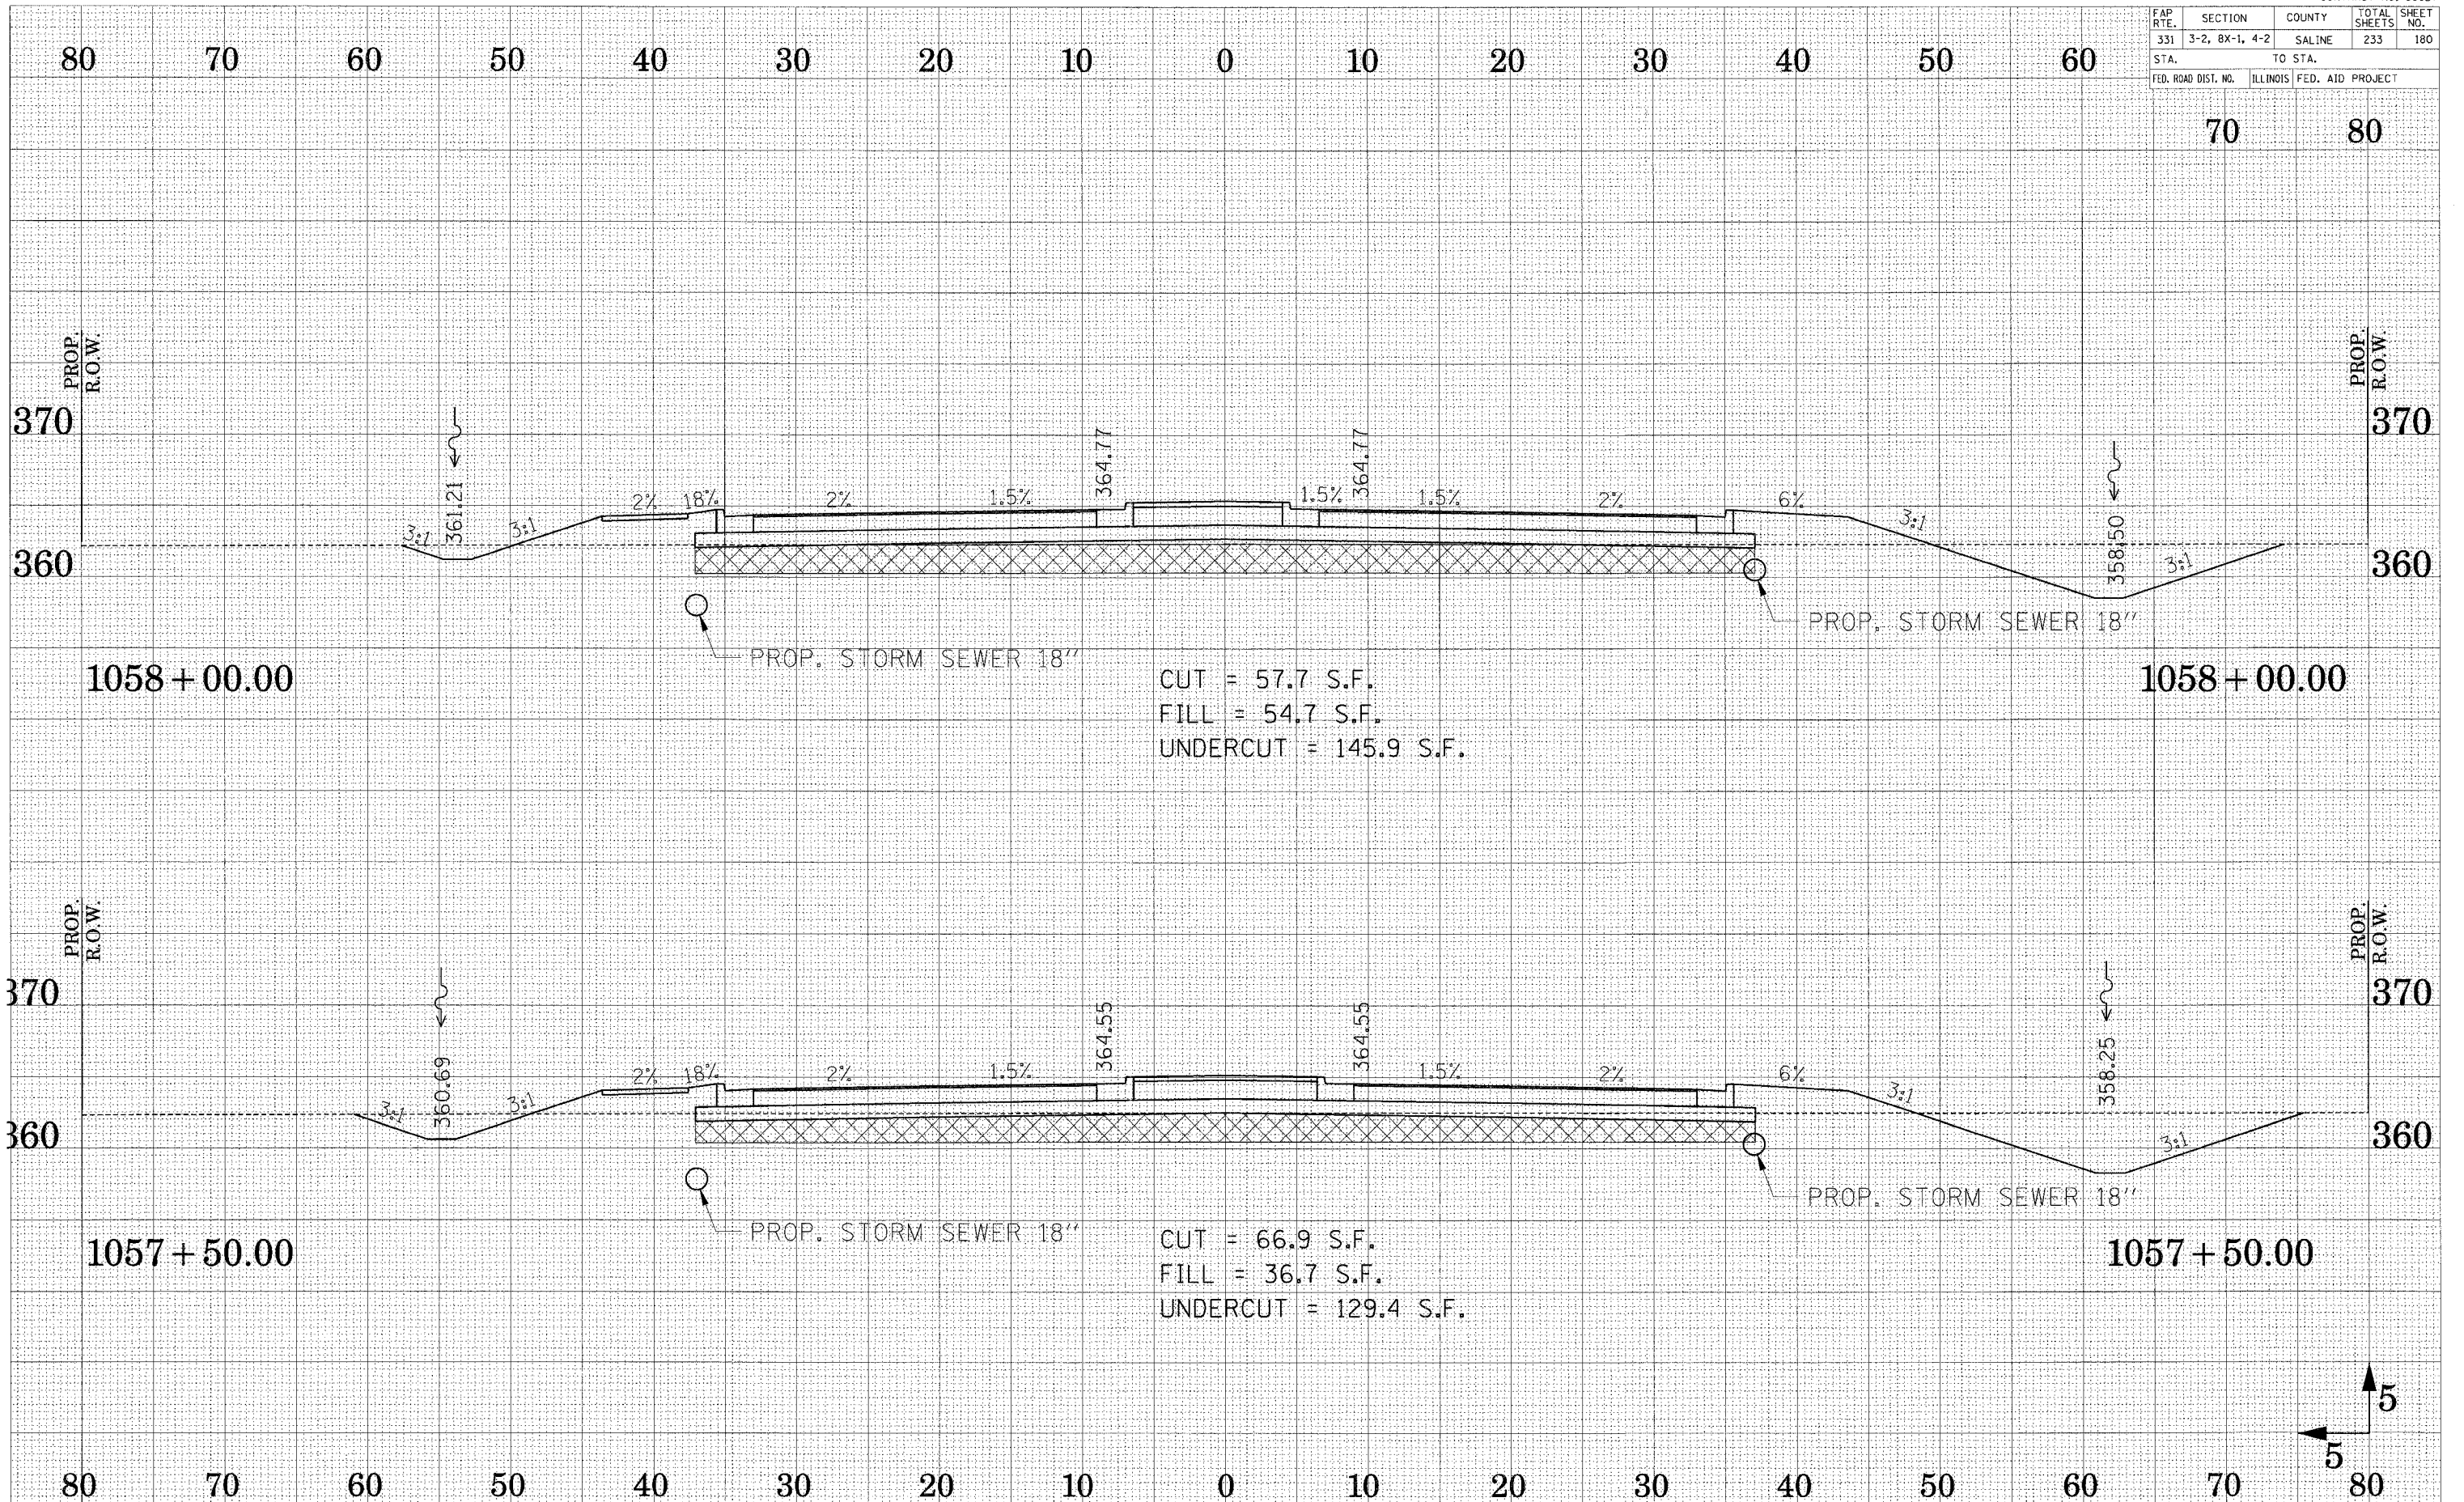 FAP RTE. SECTION COUNTY TOTAL SHEETS SHEET NO.
331 3-2, 8X-1, 4-2 SALINE 233 180
STA. TO STA.
FED. ROAD DIST. NO. ILLINOIS FED. AID PROJECT
80 70 60 50 40 30 20 10 0 10 20 30 40 50 60
70 80
PROP. R.O.W.
PROP. R.O.W.
370
370
360
360
3:1
361.21
3:1
2%
18%
2%
1.5%
364.77
1.5%
364.77
1.5%
2%
6%
3:1
358.50
3:1
PROP. STORM SEWER 18"
PROP. STORM SEWER 18"
1058+00.00
1058+00.00
CUT = 57.7 S.F.
FILL = 54.7 S.F.
UNDERCUT = 145.9 S.F.
PROP. R.O.W.
PROP. R.O.W.
370
370
360
360
3:1
360.69
3:1
2%
18%
2%
1.5%
364.55
364.55
1.5%
2%
6%
3:1
358.25
3:1
PROP. STORM SEWER 18"
PROP. STORM SEWER 18"
1057+50.00
1057+50.00
CUT = 66.9 S.F.
FILL = 36.7 S.F.
UNDERCUT = 129.4 S.F.
5
5
80 70 60 50 40 30 20 10 0 10 20 30 40 50 60 70 80